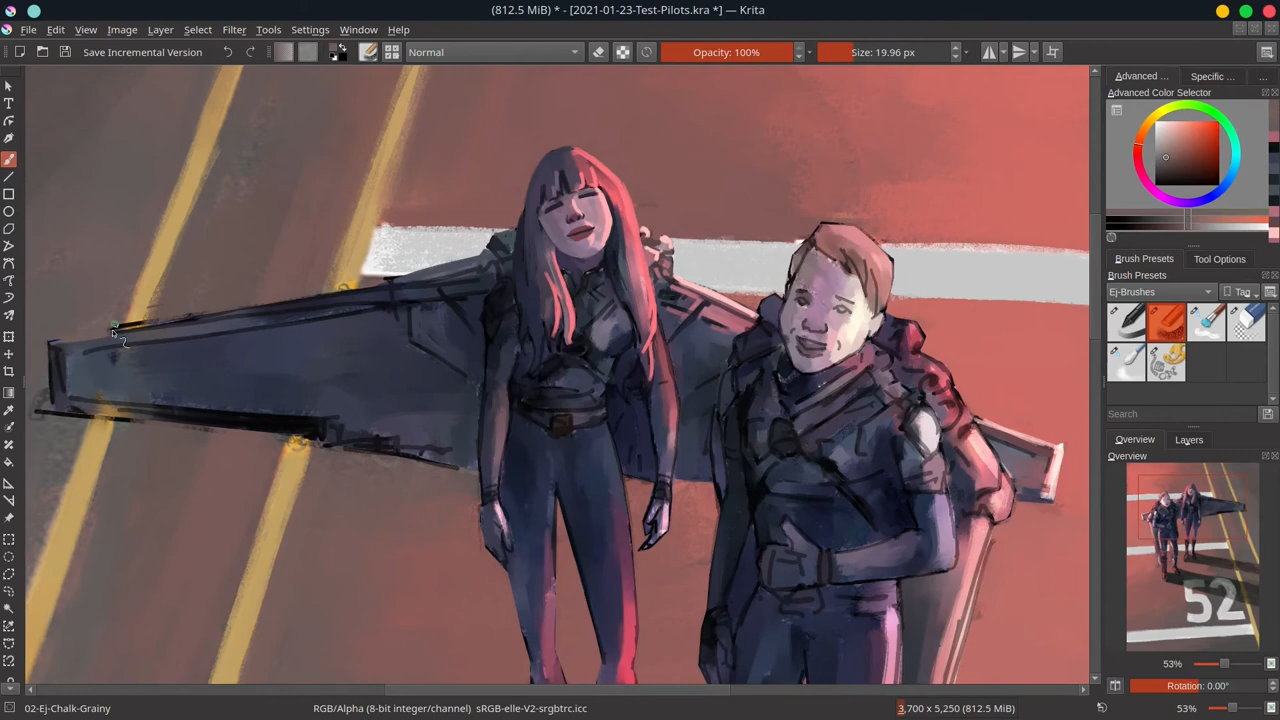 (812.5 MiB) * - [2021-01-23-Test-Pilots.kra *] — Krita
File Edit View Image Layer Select Filter Tools Settings Window Help
Save Incremental Version Normal Opacity: 100% Size: 19.96 px
Advanced ... Specific ... ...
Advanced Color Selector
Brush Presets Tool Options
Brush Presets
Ej-Brushes Tag
Search
Overview Layers
Overview
52
53%
Rotation: 0.00°
02-Ej-Chalk-Grainy RGB/Alpha (8-bit integer/channel) sRGB-elle-V2-srgbtrc.icc 3,700 x 5,250 (812.5 MiB) 53%